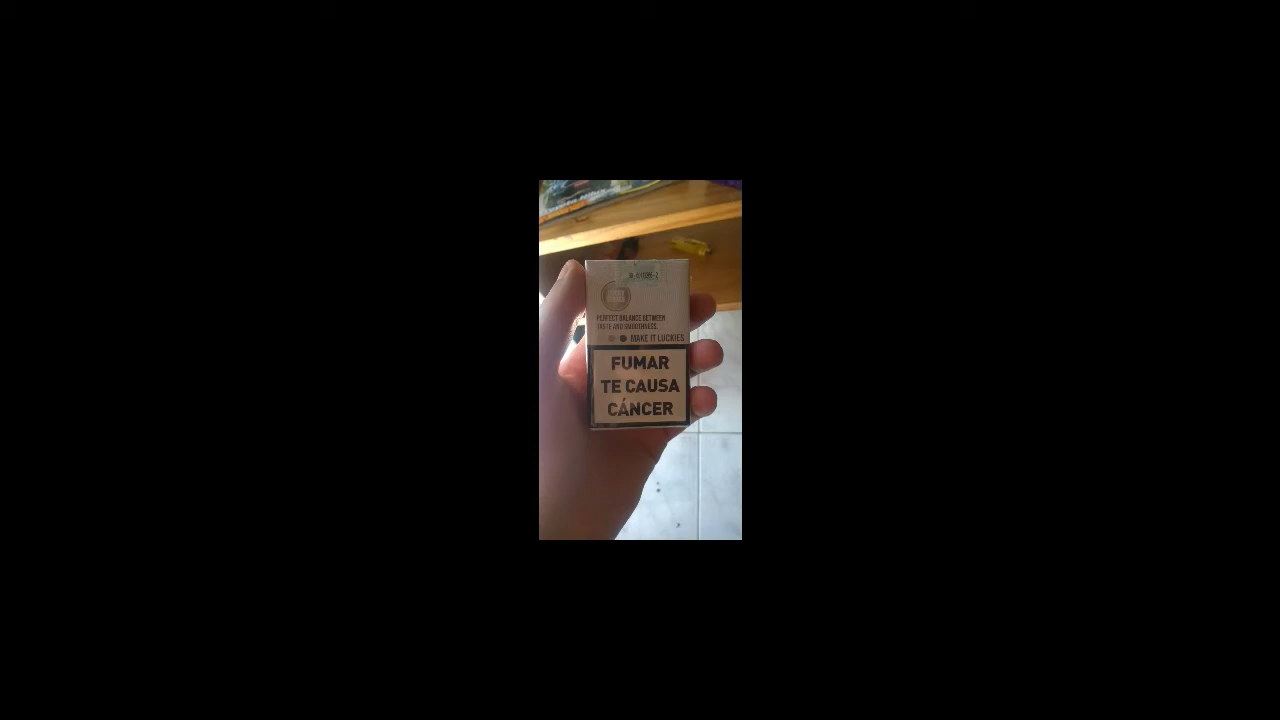 PERFECT BALANCE BETWEEN
TASTE AND SMOOTHNESS.
MAKE IT LUCKIES
FUMAR
TE CAUSA
CÁNCER